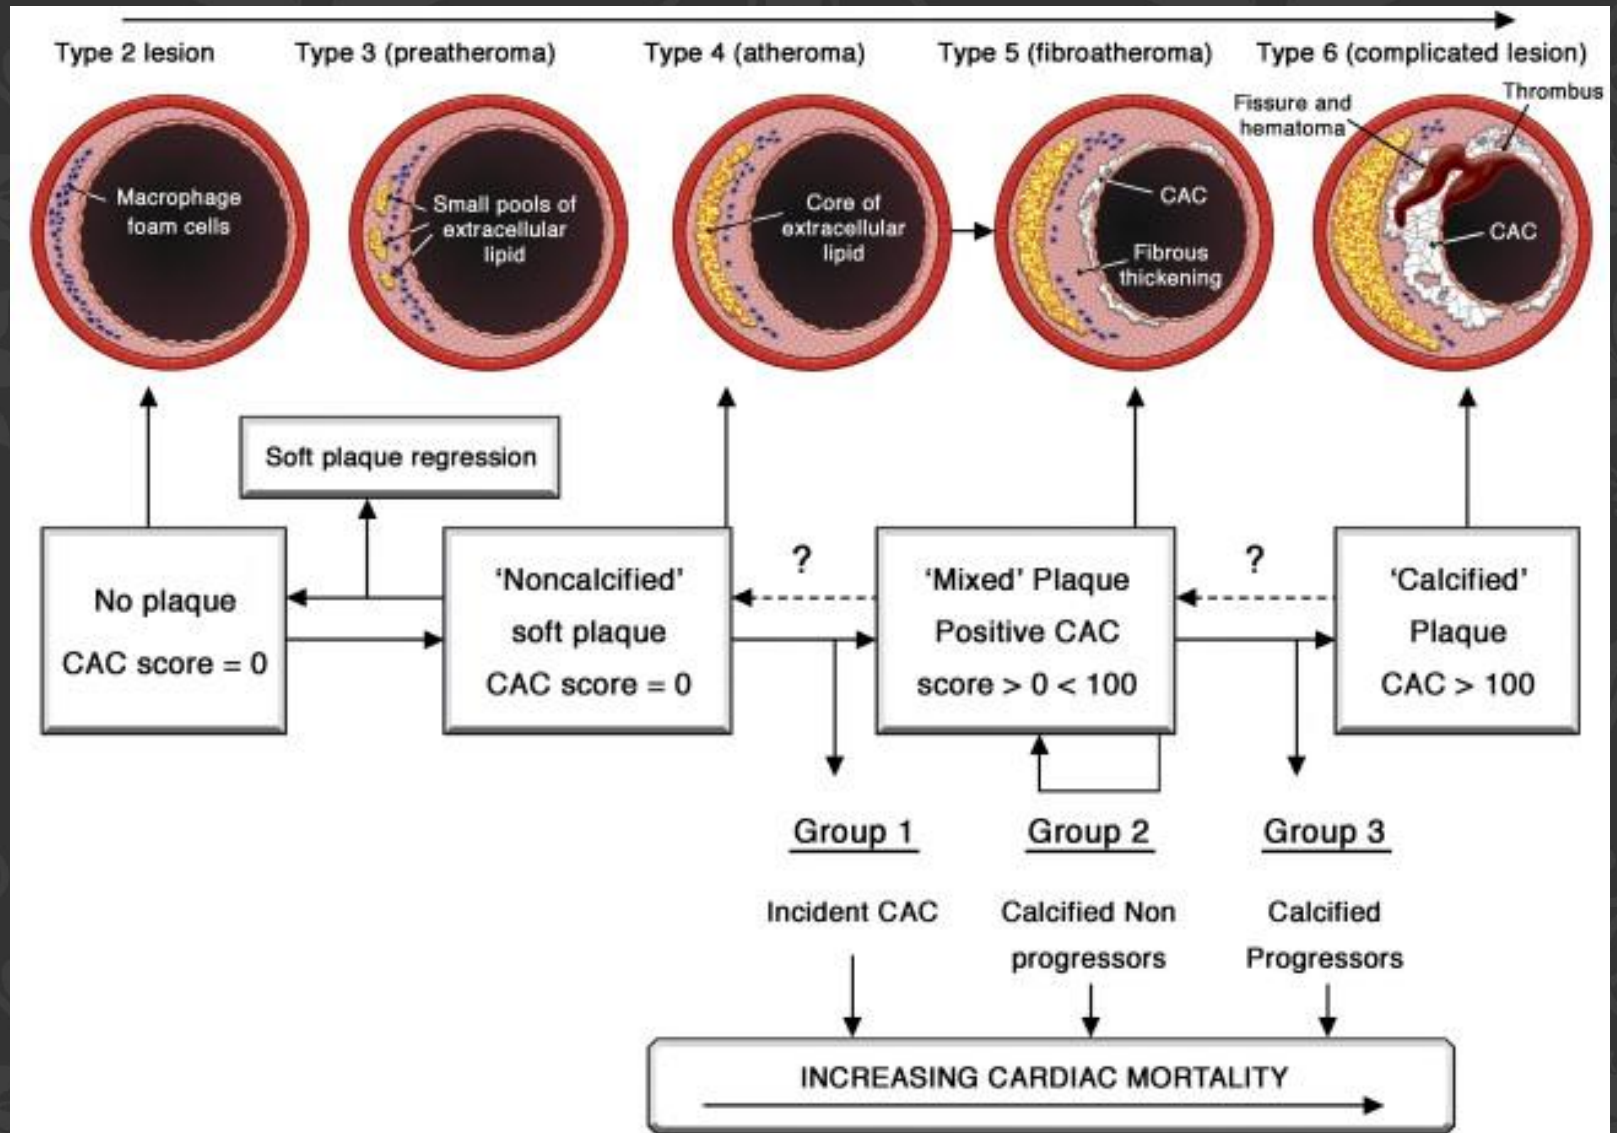 Type 2 lesion
Type 3 (preatheroma)
Type 4 (atheroma)
Type 5 (fibroatheroma)
Type 6 (complicated lesion)
Macrophage
foam cells
Small pools of
extracellular
lipid
Core of
extracellular
lipid
CAC
Fibrous
thickening
Fissure and
hematoma
Thrombus
CAC
Soft plaque regression
No plaque
CAC score = 0
‘Noncalcified’
soft plaque
CAC score = 0
?
‘Mixed’ Plaque
Positive CAC
score > 0 < 100
?
‘Calcified’
Plaque
CAC > 100
Group 1
Incident CAC
Group 2
Calcified Non
progressors
Group 3
Calcified
Progressors
INCREASING CARDIAC MORTALITY